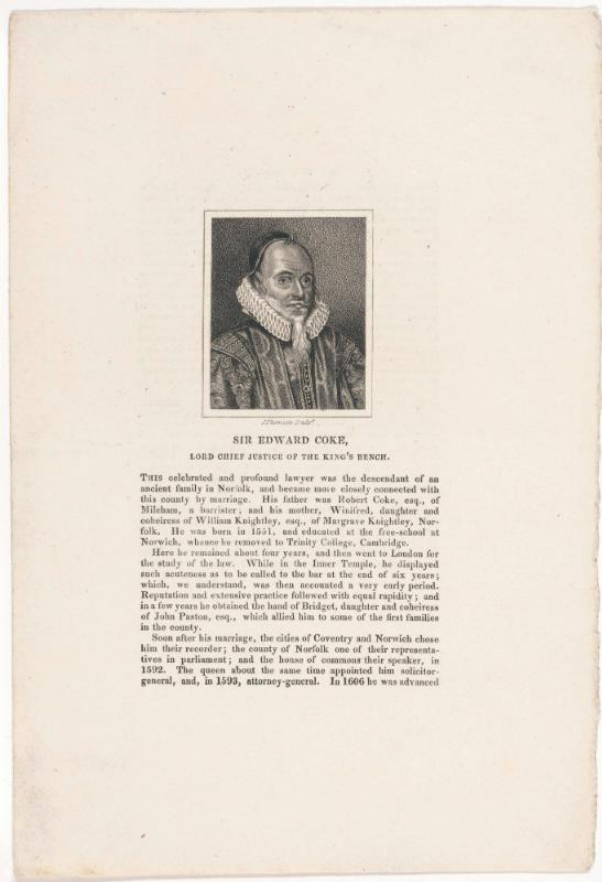 J Thomson Sculpt.
SIR EDWARD COKE,
LORD CHIEF JUSTICE OF THE KING'S BENCH.
THIS celebrated and profound lawyer was the descendant of an
ancient family in Norfolk, and became more closely connected with
this county by marriage. His father was Robert Coke, esq., of
Mileham, a barrister; and his mother, Winifred, daughter and
coheiress of William Knightley, esq., of Margrave Knightley, Nor-
folk. He was born in 1551, and educated at the free-school at
Norwich, whence he removed to Trinity College, Cambridge.
Here he remained about four years, and then went to London for
the study of the law. While in the Inner Temple, he displayed
such acuteness as to be called to the bar at the end of six years;
which, we understand, was then accounted a very early period.
Reputation and extensive practice followed with equal rapidity; and
in a few years he obtained the hand of Bridget, daughter and coheiress
of John Paston, esq., which allied him to some of the first families
in the county.
Soon after his marriage, the cities of Coventry and Norwich chose
him their recorder; the county of Norfolk one of their representa-
tives in parliament; and the house of commons their speaker, in
1592. The queen about the same time appointed him solicitor-
general, and, in 1593, attorney-general. In 1606 he was advanced